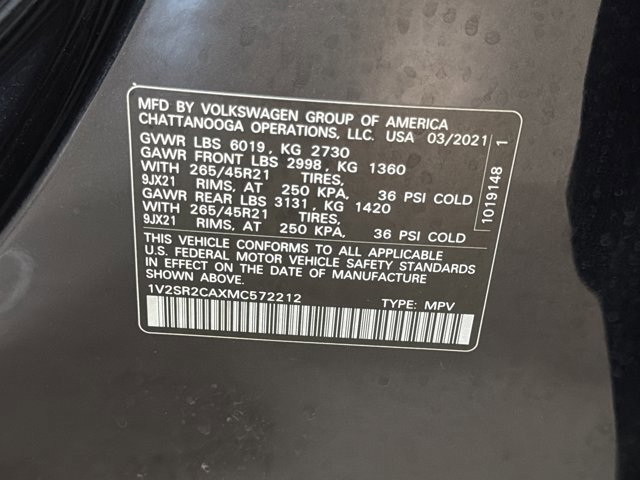 MFD BY VOLKSWAGEN GROUP OF AMERICA
CHATTANOOGA OPERATIONS, LLC. USA 03/2021
GVWR LBS 6019, KG 2730
GAWR FRONT LBS 2998, KG 1360
WITH 265/45R21 TIRES,
9JX21 RIMS, AT 250 KPA, 36 PSI COLD
GAWR REAR LBS 3131, KG 1420
WITH 265/45R21 TIRES,
9JX21 RIMS, AT 250 KPA, 36 PSI COLD
THIS VEHICLE CONFORMS TO ALL APPLICABLE
U.S. FEDERAL MOTOR VEHICLE SAFETY STANDARDS
IN EFFECT ON THE DATE OF MANUFACTURE
1V2SR2CAXMC572212 TYPE: MPV
1019148 1